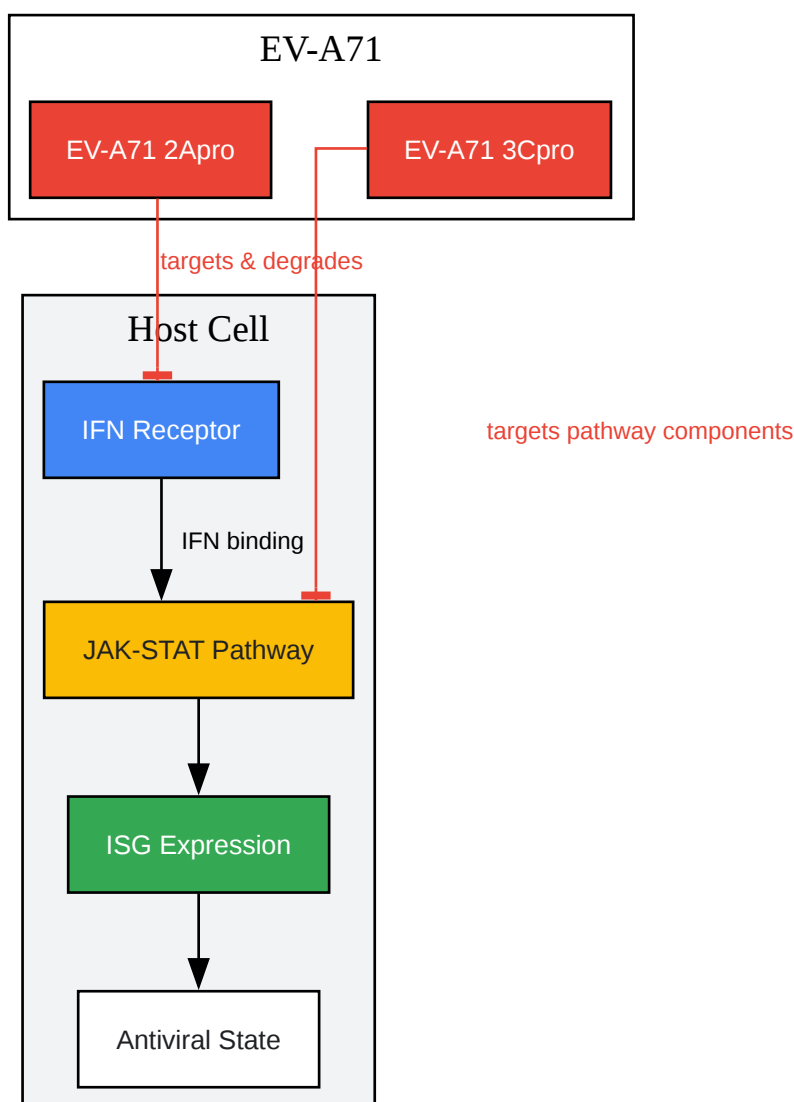 EV-A71
EV-A71 2Apro
EV-A71 3Cpro
targets & degrades
Host Cell
IFN Receptor
targets pathway components
IFN binding
JAK-STAT Pathway
ISG Expression
Antiviral State